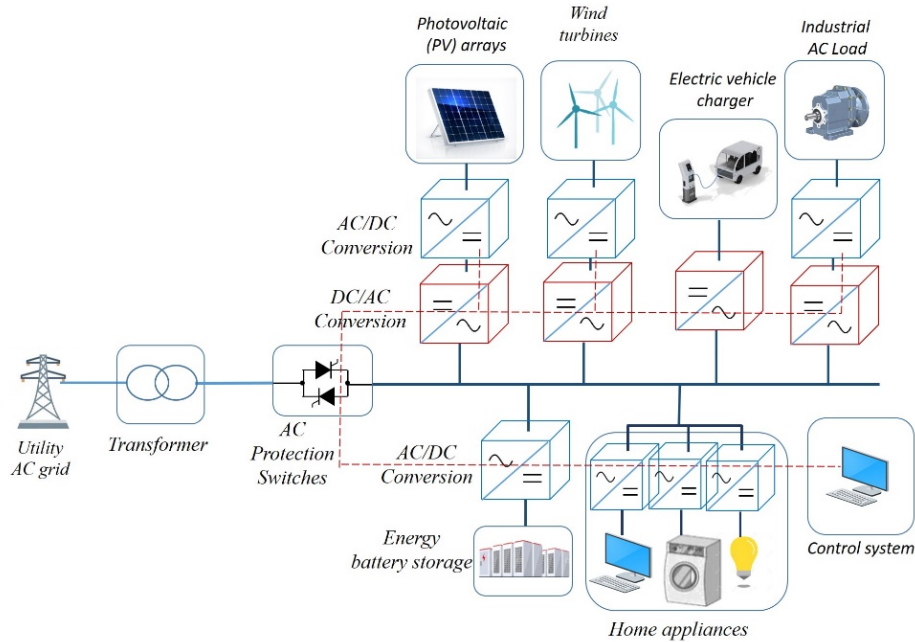 Photovoltaic
(PV) arrays
Wind
turbines
Electric vehicle
charger
Industrial
AC Load
AC/DC
Conversion
DC/AC
Conversion
Utility
AC grid
Transformer
AC
Protection
Switches
AC/DC
Conversion
Energy
battery storage
Home appliances
Control system